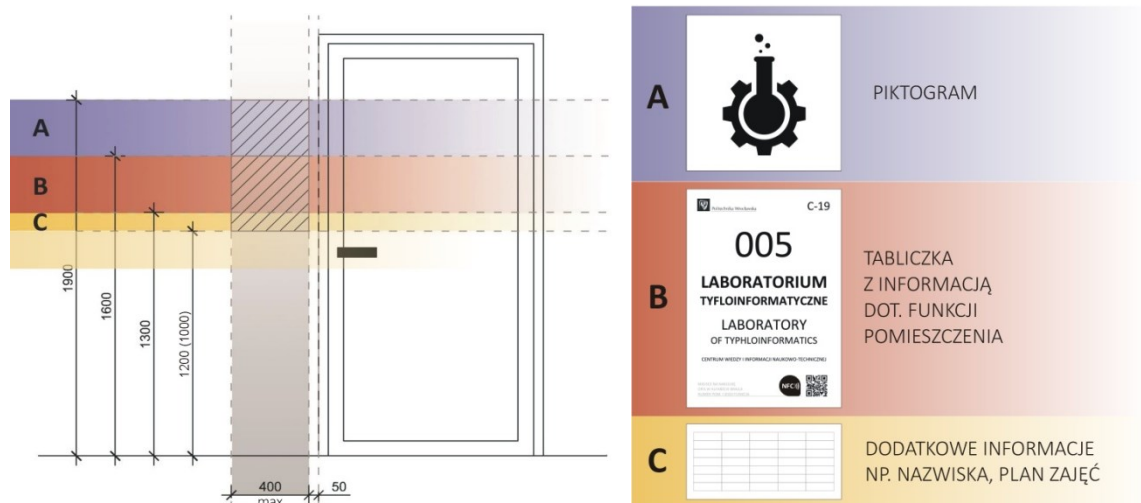 A
B
C
1900
1600
1300
1200 (1000)
400
max
50
A
PIKTOGRAM
B
Politechnika Wrocławska
C-19
005
LABORATORIUM
TYFLOINFORMATYCZNE
LABORATORY
OF TYPHLOINFORMATICS
CENTRUM WIEDZY I INFORMACJI NAUKOWO-TECHNICZNEJ
NFC
TABLICZKA
Z INFORMACJĄ
DOT. FUNKCJI
POMIESZCZENIA
C
DODATKOWE INFORMACJE
NP. NAZWISKA, PLAN ZAJĘĆ